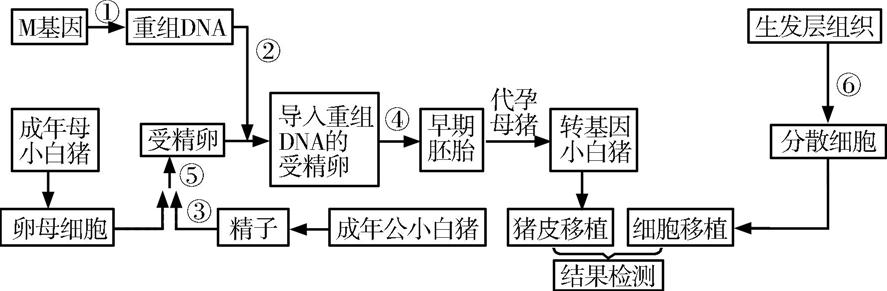 M基因
①
重组DNA
②
生发层组织
⑥
分散细胞
成年母
小白猪
受精卵
导入重组
DNA的
受精卵
④
早期
胚胎
代孕
母猪
转基因
小白猪
⑤
卵母细胞
③
精子
成年公小白猪
猪皮移植
细胞移植
结果检测